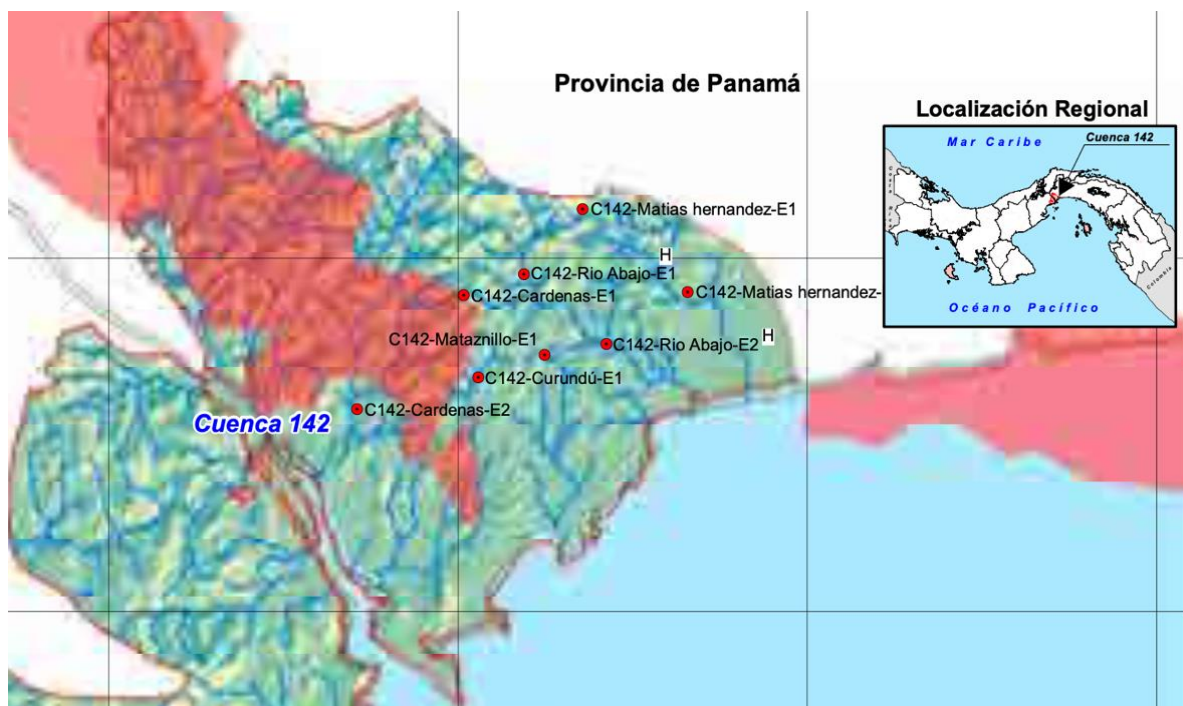 Provincia de Panamá
Localización Regional
Mar Caribe
Cuenca 142
Colombia
Océano Pacífico
C142-Matias hernandez-E1
H
C142-Rio Abajo-E1
C142-Matias hernandez-
C142-Cardenas-E1
H
C142-Mataznillo-E1
C142-Rio Abajo-E2
C142-Curundú-E1
C142-Cardenas-E2
Cuenca 142